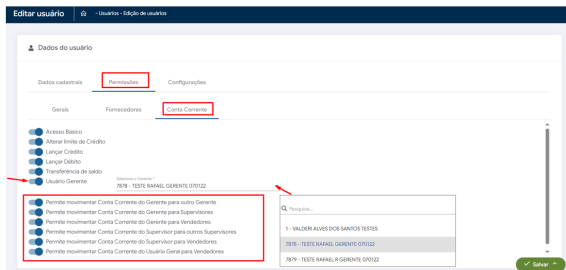 Editar usuário - Usuários - Edição de usuários
Dados do usuário
Dados cadastrais Permissões Configurações
Gerais Fornecedores Conta Corrente
Acesso Básico
Alterar limite de Crédito
Lançar Crédito
Lançar Débito
Transferência de saldo
Usuário Gerente
Selecione o Gerente *
7878 - TESTE RAFAEL GERENTE 070122
Permite movimentar Conta Corrente do Gerente para outro Gerente
Permite movimentar Conta Corrente do Gerente para Supervisores
Permite movimentar Conta Corrente do Gerente para Vendedores
Permite movimentar Conta Corrente do Supervisor para outros Supervisores
Permite movimentar Conta Corrente do Supervisor para Vendedores
Permite movimentar Conta Corrente do Usuário Geral para Vendedores
Pesquise...
1 - VALDERI ALVES DOS SANTOS TESTES
7878 - TESTE RAFAEL GERENTE 070122
7879 - TESTE RAFAEL R GERENTE 070122
Salvar